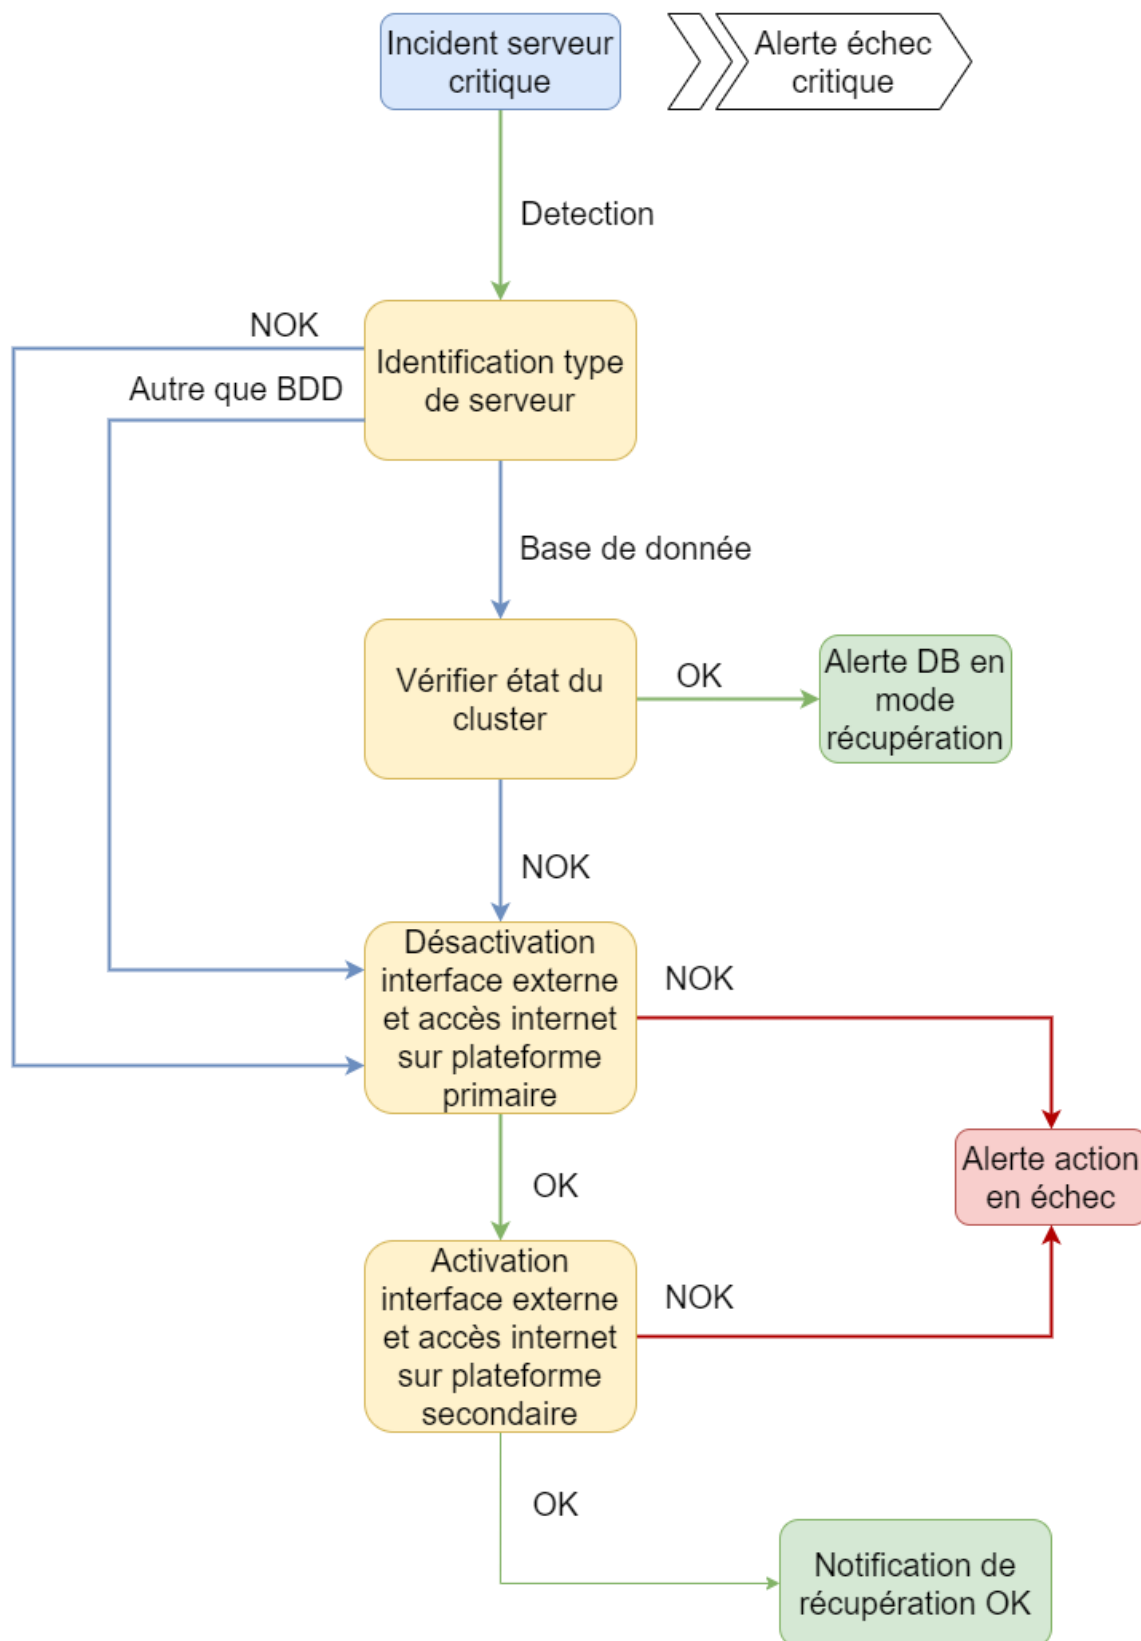 Incident serveur
critique
Alerte échec
critique
Detection
NOK
Identification type
de serveur
Autre que BDD
Base de donnée
Vérifier état du
cluster
OK
Alerte DB en
mode
récupération
NOK
Désactivation
interface externe
et accès internet
sur plateforme
primaire
NOK
Alerte action
en échec
OK
Activation
interface externe
et accès internet
sur plateforme
secondaire
NOK
OK
Notification de
récupération OK